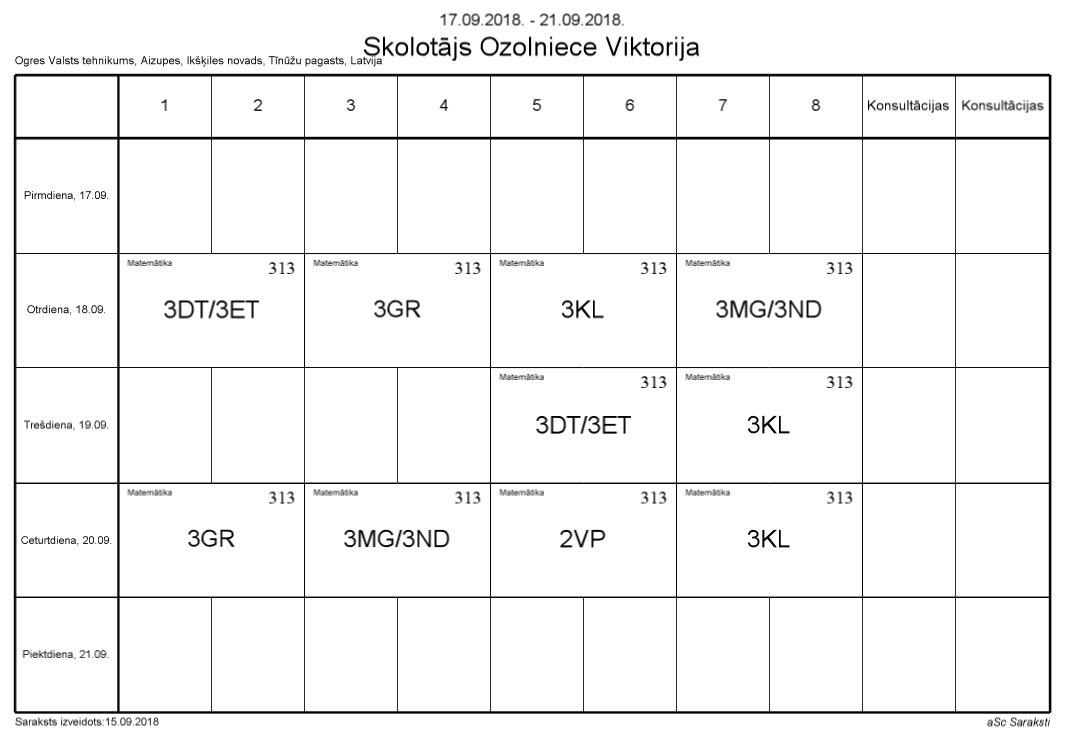 17.09.2018. - 21.09.2018.
Skolotājs Ozolniece Viktorija
Ogres Valsts tehnikums, Aizupes, Ikšķiles novads, Tīnūžu pagasts, Latvija
1 2 3 4 5 6 7 8 Konsultācijas Konsultācijas
Pirmdiena, 17.09.
Matemātika 313 Matemātika 313 Matemātika 313 Matemātika 313
Otrdiena, 18.09. 3DT/3ET 3GR 3KL 3MG/3ND
Matemātika 313 Matemātika 313
Trešdiena, 19.09. 3DT/3ET 3KL
Matemātika 313 Matemātika 313 Matemātika 313 Matemātika 313
Ceturtdiena, 20.09. 3GR 3MG/3ND 2VP 3KL
Piektdiena, 21.09.
Saraksts izveidots:15.09.2018 aSc Saraksti